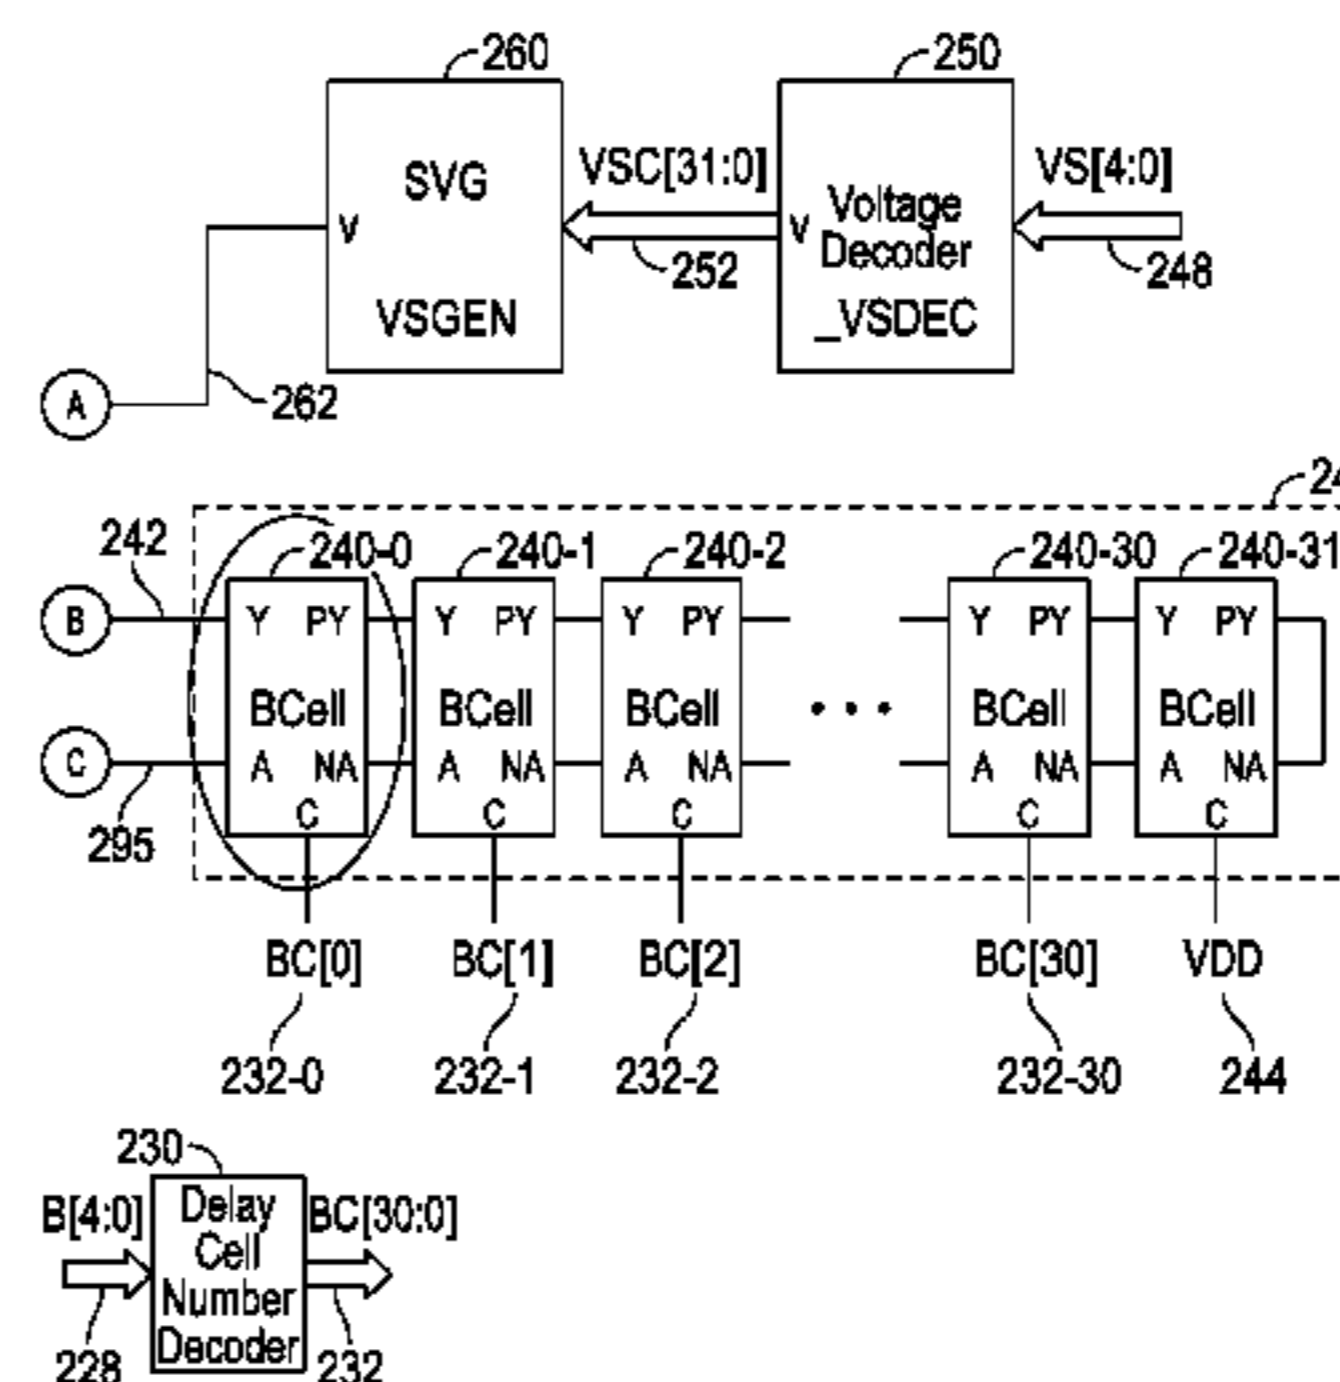 260
250
SVG
VSC[31:0]
VS[4:0]
V
V
Voltage
Decoder
252
248
VSGEN
_VSDEC
A
262
242
240-0
240-1
240-2
240-30
240-31
B
Y PY
Y PY
Y PY
Y PY
Y PY
BCell
BCell
BCell
...
BCell
BCell
C
A NA
A NA
A NA
A NA
A NA
C
C
C
C
C
295
BC[0]
BC[1]
BC[2]
BC[30]
VDD
232-0
232-1
232-2
232-30
244
230
B[4:0]
Delay
Cell
Number
Decoder
BC[30:0]
228
232